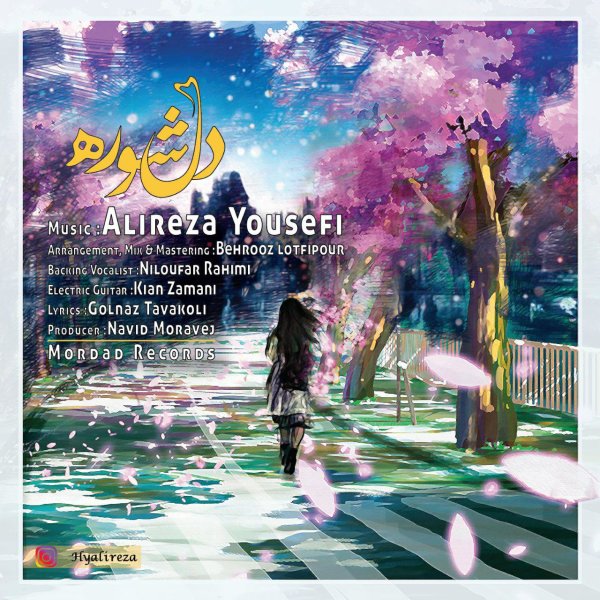 دلشوره
Music : Alireza Yousefi
Arrangement, Mix & Mastering : Behrooz lotfipour
Backing Vocalist : Niloufar Rahimi
Electric Guitar : Kian Zamani
Lyrics : Golnaz Tavakoli
Producer : Navid Moravej
Mordad Records
Hyalireza